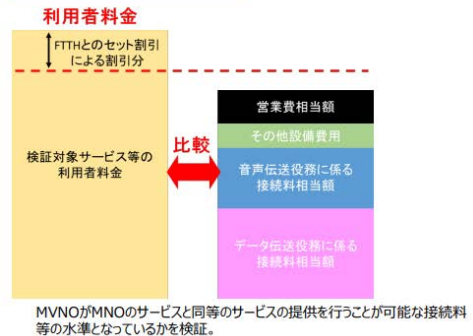 利用者料金
FTTHとのセット割引
による割引分
検証対象サービス等の
利用者料金
比較
営業費相当額
その他設備費用
音声伝送役務に係る
接続料相当額
データ伝送役務に係る
接続料相当額
MVNOがMNOのサービスと同等のサービスの提供を行うことが可能な接続料
等の水準となっているかを検証。